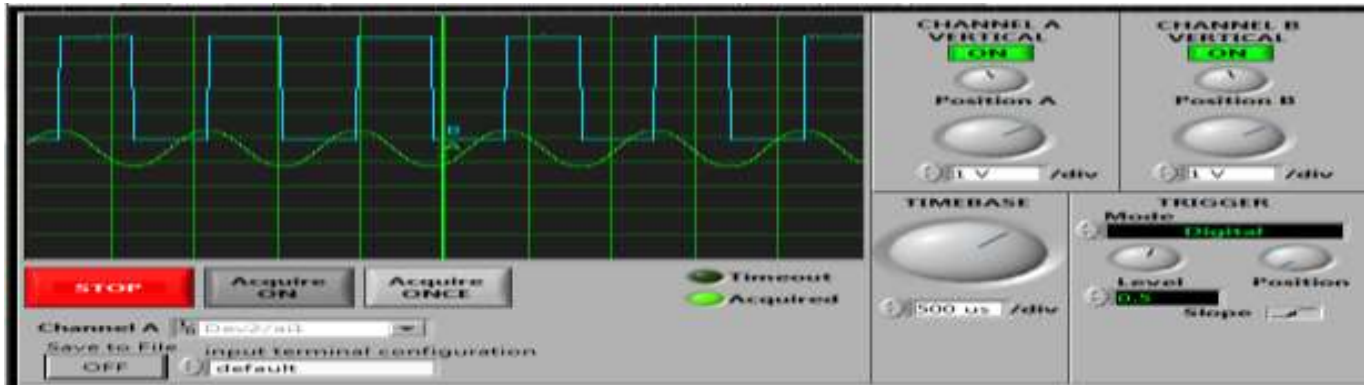 CHANNEL A
VERTICAL
ON
Position A
1 V /div
CHANNEL B
VERTICAL
ON
Position B
1 V /div
B
A
TIMEBASE
500 us /div
TRIGGER
Mode
Digital
Level
0.5
Position
Slope
STOP
Acquire
ON
Acquire
ONCE
Timeout
Acquired
Channel A Dev2/ai1
Save to File
OFF
input terminal configuration
default